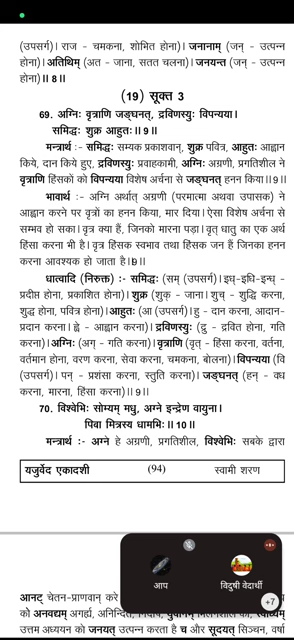 (उपसर्ग)। राज - चमकना, शोभित होना)। जनानाम् (जन् - उत्पन्न
होना)। अतिथिम् (अत - जाना, सतत चलना)। जनयन्त (जन् - उत्पन्न
होना)॥8॥
(19) सूक्त 3
69. अग्निः वृत्राणि जङ्घनत्, द्रविणस्युः विपन्यया।
समिद्धः शुक्र आहुतः॥9॥
मन्त्रार्थ :- समिद्धः सम्यक प्रकाशवान्, शुक्र पवित्र, आहुतः आह्वान
किये, दान किये हुए, द्रविणस्युः प्रवाहकामी, अग्निः अग्रणी, प्रगतिशील ने
वृत्राणि हिंसकों को विपन्यया विशेष अर्चना से जङ्घनत् हनन किया।।9॥
भावार्थ :- अग्नि अर्थात् अग्रणी (परमात्मा अथवा उपासक) ने
आह्वान करने पर वृत्रों का हनन किया, मार दिया। ऐसा विशेष अर्चना से
सम्भव हो सका। वृत्र क्या हैं, जिनको मारना पड़ा। वृत् धातु का एक अर्थ
हिंसा करना भी है। वृत्र हिंसक स्वभाव तथा हिंसक जन हैं जिनका हनन
करना आवश्यक हो जाता है।9॥
धात्वादि (निरुक्त) :- समिद्धः (सम् (उपसर्ग)। इध्-इधि-इन्ध् -
प्रदीप्त होना, प्रकाशित होना)। शुक्र (शुक् - जाना। शुच् - शुद्धि करना,
शुद्ध होना, पवित्र होना)। आहुतः (आ (उपसर्ग)। हु - दान करना, आदान-
प्रदान करना। ह्वे - आह्वान करना)। द्रविणस्युः (द्रु - द्रवित होना, गति
करना)। अग्निः (अग् - गति करना)। वृत्राणि (वृत् - हिंसा करना, वर्तना,
वर्तमान होना, वरण करना, सेवा करना, चमकना, बोलना)। विपन्यया (वि
(उपसर्ग)। पन् - प्रशंसा करना, स्तुति करना)। जङ्घनत् (हन् - वध
करना, मारना, हिंसा करना)॥9॥
70. विश्वेभिः सोम्यम् मधु, अग्ने इन्द्रेण वायुना।
पिवा मित्रस्य धामभिः॥10॥
मन्त्रार्थ :- अग्ने हे अग्रणी, प्रगतिशील, विश्वेभिः सबके द्वारा
यजुर्वेद एकादशी (94) स्वामी शरण
आनट् चेतन-प्राणवान् करे
को अनवद्यम् अगर्ह्य, अनिन्दित
उत्तम अध्ययन को जनयत् उत्पन्न करता है च और सूदयत् सिञ्चन, वर्षा
आप
विदुषी वेदार्थी
+7